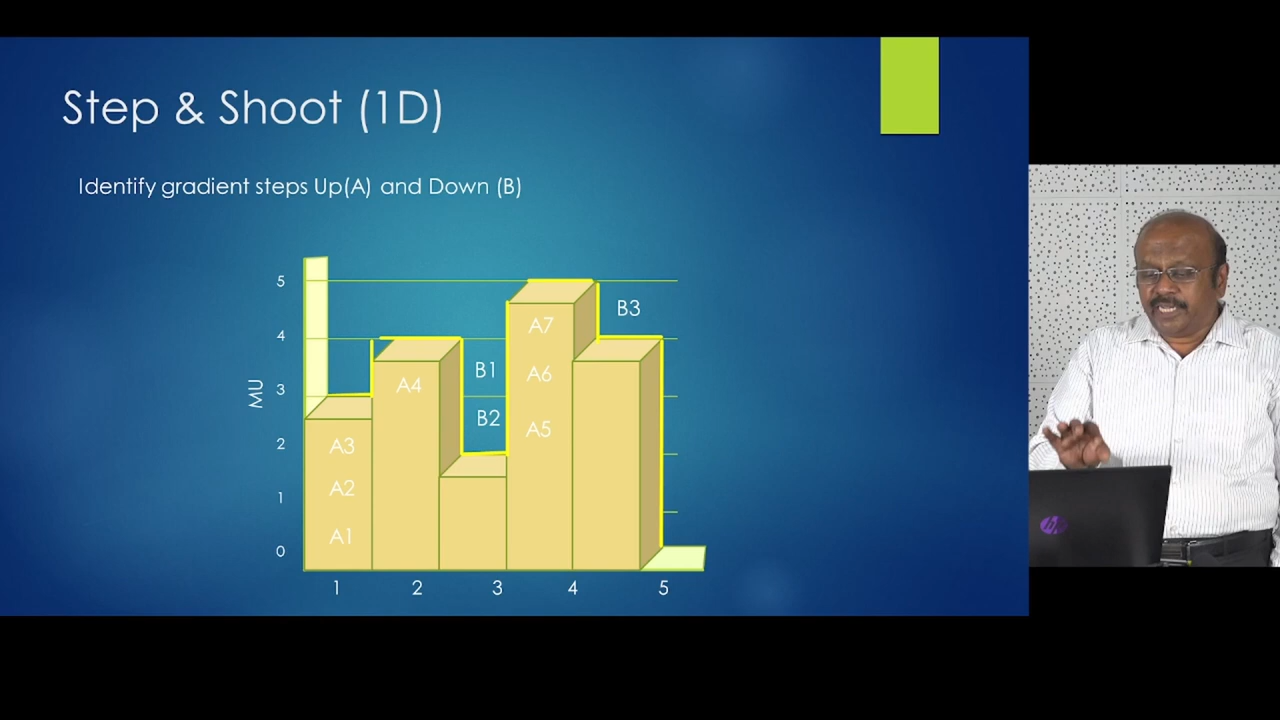 Step & Shoot (1D)
Identify gradient steps Up(A) and Down (B)
5
B3
A7
4
MU
3
A4
B1
A6
B2
A5
2
A3
A2
1
A1
0
1 2 3 4 5
hp